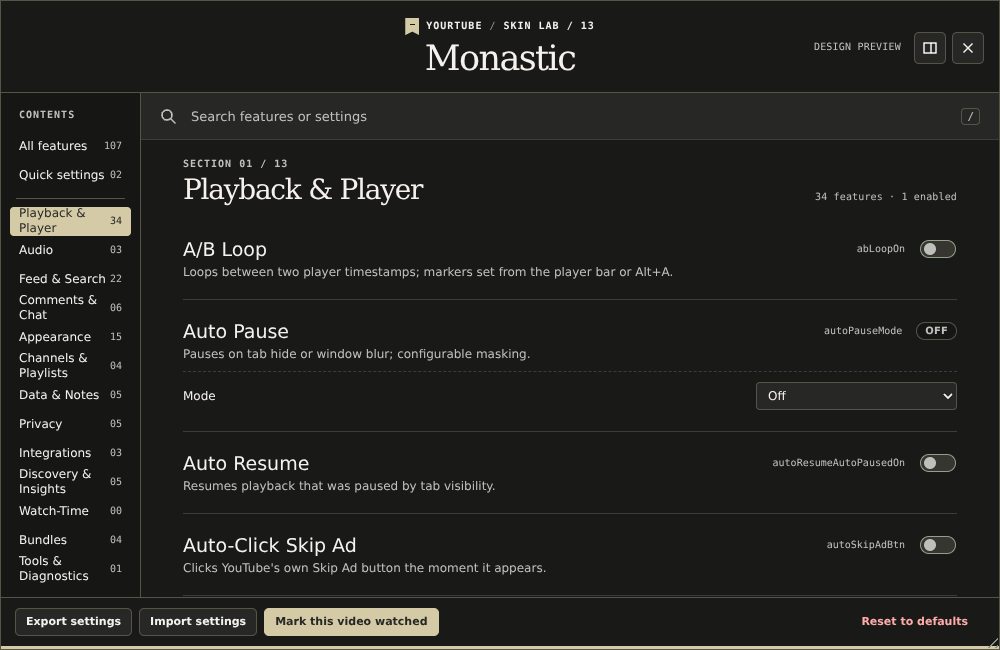 YOURTUBE / SKIN LAB / 13
Monastic
DESIGN PREVIEW
CONTENTS
All features 107
Quick settings 02
Playback &
Player 34
Audio 03
Feed & Search 22
Comments &
Chat 06
Appearance 15
Channels &
Playlists 04
Data & Notes 05
Privacy 05
Integrations 03
Discovery &
Insights 05
Watch-Time 00
Bundles 04
Tools &
Diagnostics 01
Search features or settings /
SECTION 01 / 13
Playback & Player
34 features · 1 enabled
A/B Loop abLoopOn
Loops between two player timestamps; markers set from the player bar or Alt+A.
Auto Pause autoPauseMode OFF
Pauses on tab hide or window blur; configurable masking.
Mode Off
Auto Resume autoResumeAutoPausedOn
Resumes playback that was paused by tab visibility.
Auto-Click Skip Ad autoSkipAdBtn
Clicks YouTube's own Skip Ad button the moment it appears.
Export settings Import settings Mark this video watched Reset to defaults